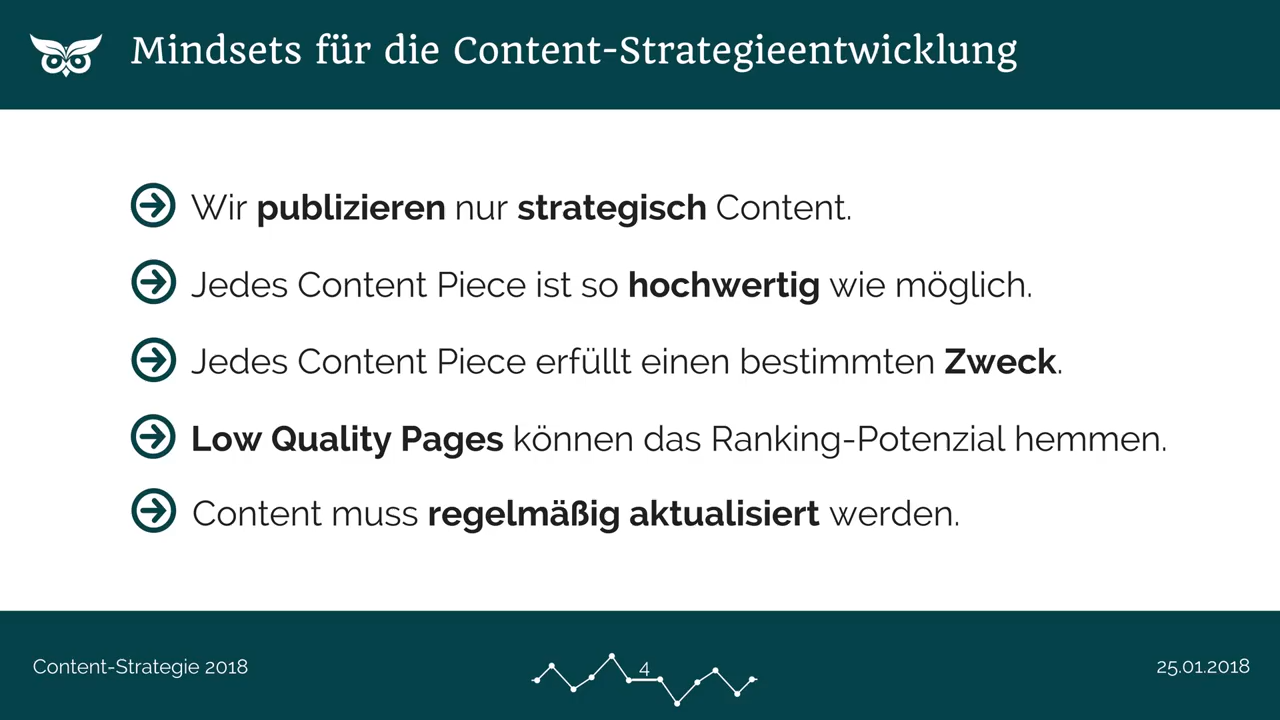 Mindsets für die Content-Strategieentwicklung
Wir publizieren nur strategisch Content.
Jedes Content Piece ist so hochwertig wie möglich.
Jedes Content Piece erfüllt einen bestimmten Zweck.
Low Quality Pages können das Ranking-Potenzial hemmen.
Content muss regelmäßig aktualisiert werden.
Content-Strategie 2018
4
25.01.2018